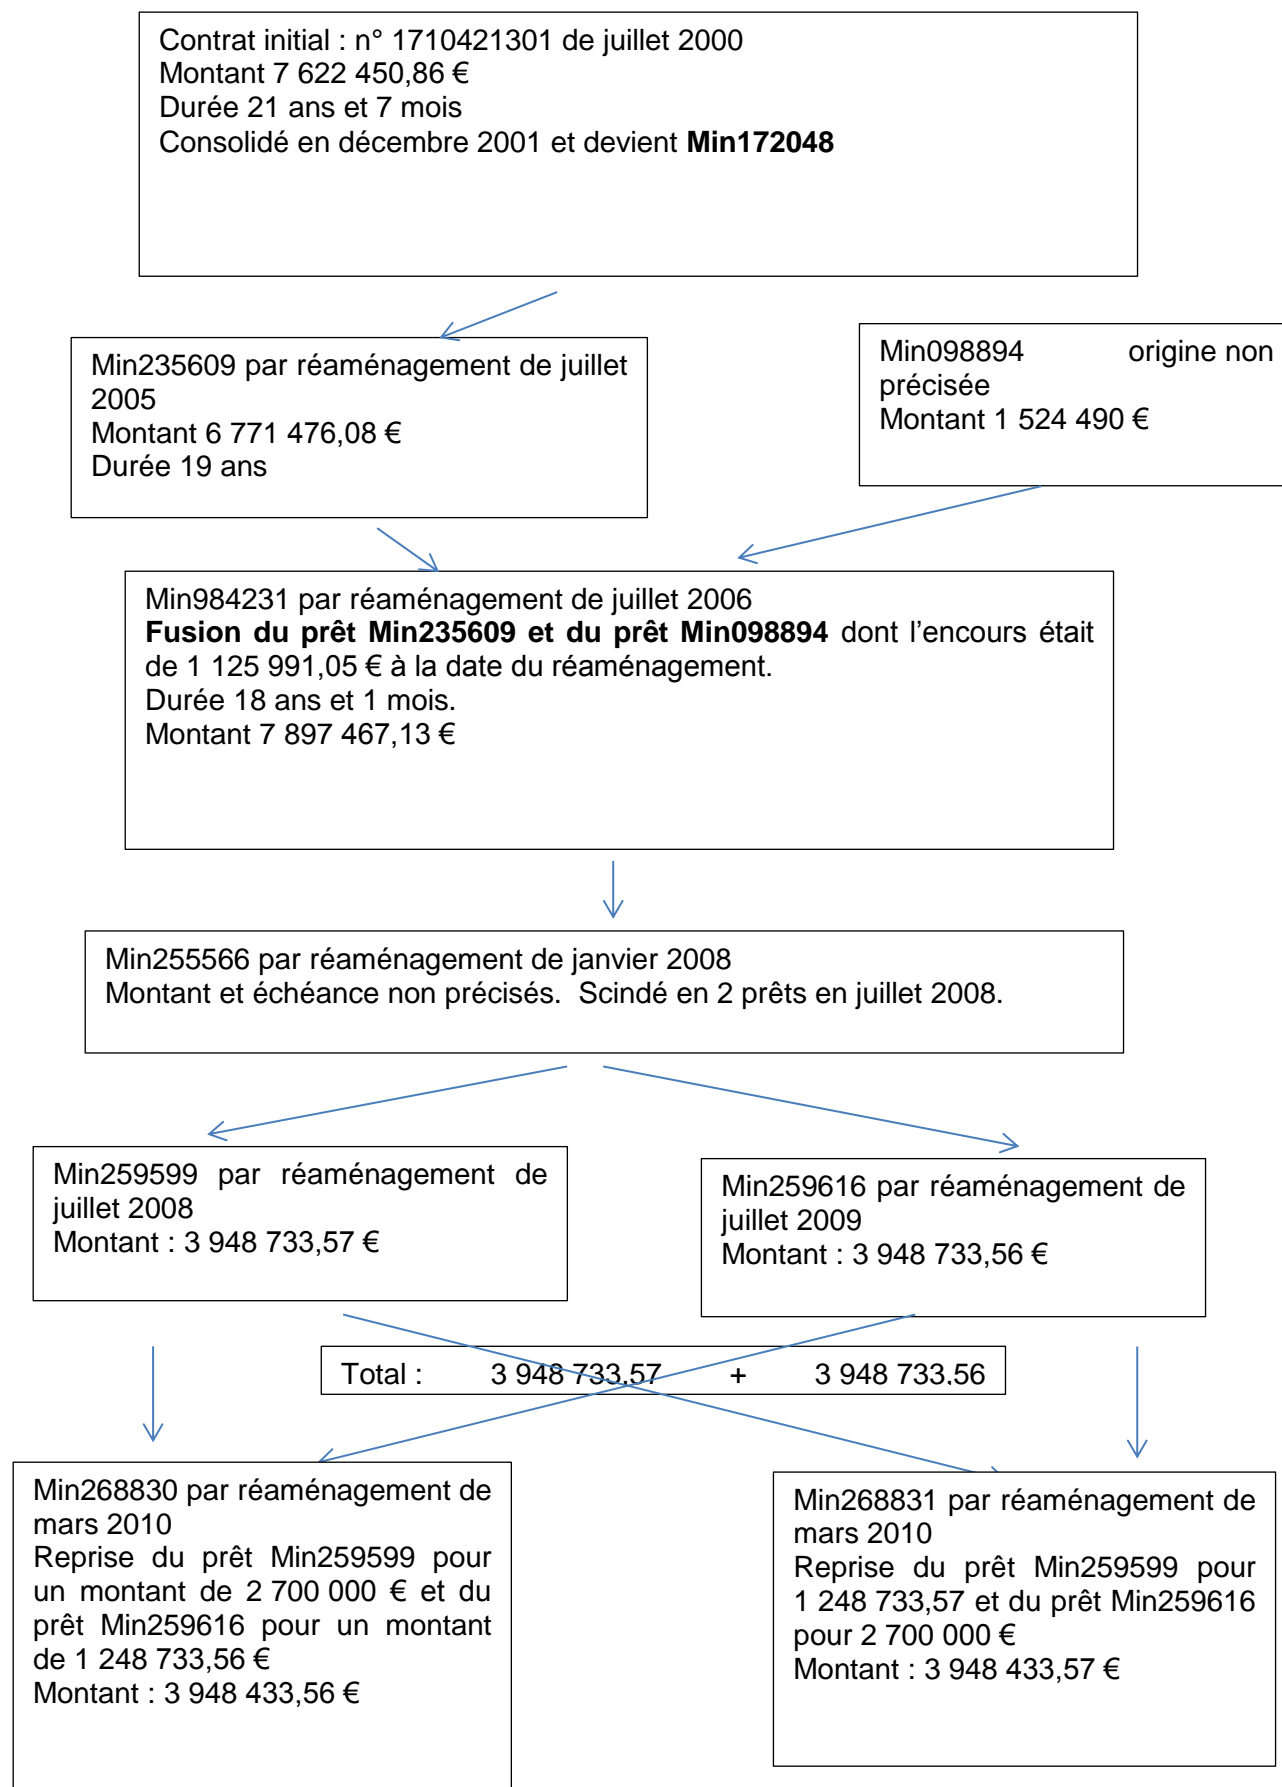 Contrat initial : n° 1710421301 de juillet 2000
Montant 7 622 450,86 €
Durée 21 ans et 7 mois
Consolidé en décembre 2001 et devient Min172048
Min235609 par réaménagement de juillet
2005
Montant 6 771 476,08 €
Durée 19 ans
Min098894 origine non
précisée
Montant 1 524 490 €
Min984231 par réaménagement de juillet 2006
Fusion du prêt Min235609 et du prêt Min098894 dont l’encours était
de 1 125 991,05 € à la date du réaménagement.
Durée 18 ans et 1 mois.
Montant 7 897 467,13 €
Min255566 par réaménagement de janvier 2008
Montant et échéance non précisés. Scindé en 2 prêts en juillet 2008.
Min259599 par réaménagement de
juillet 2008
Montant : 3 948 733,57 €
Min259616 par réaménagement de
juillet 2009
Montant : 3 948 733,56 €
Total : 3 948 733,57 + 3 948 733,56
Min268830 par réaménagement de
mars 2010
Reprise du prêt Min259599 pour
un montant de 2 700 000 € et du
prêt Min259616 pour un montant
de 1 248 733,56 €
Montant : 3 948 433,56 €
Min268831 par réaménagement de
mars 2010
Reprise du prêt Min259599 pour
1 248 733,57 et du prêt Min259616
pour 2 700 000 €
Montant : 3 948 433,57 €